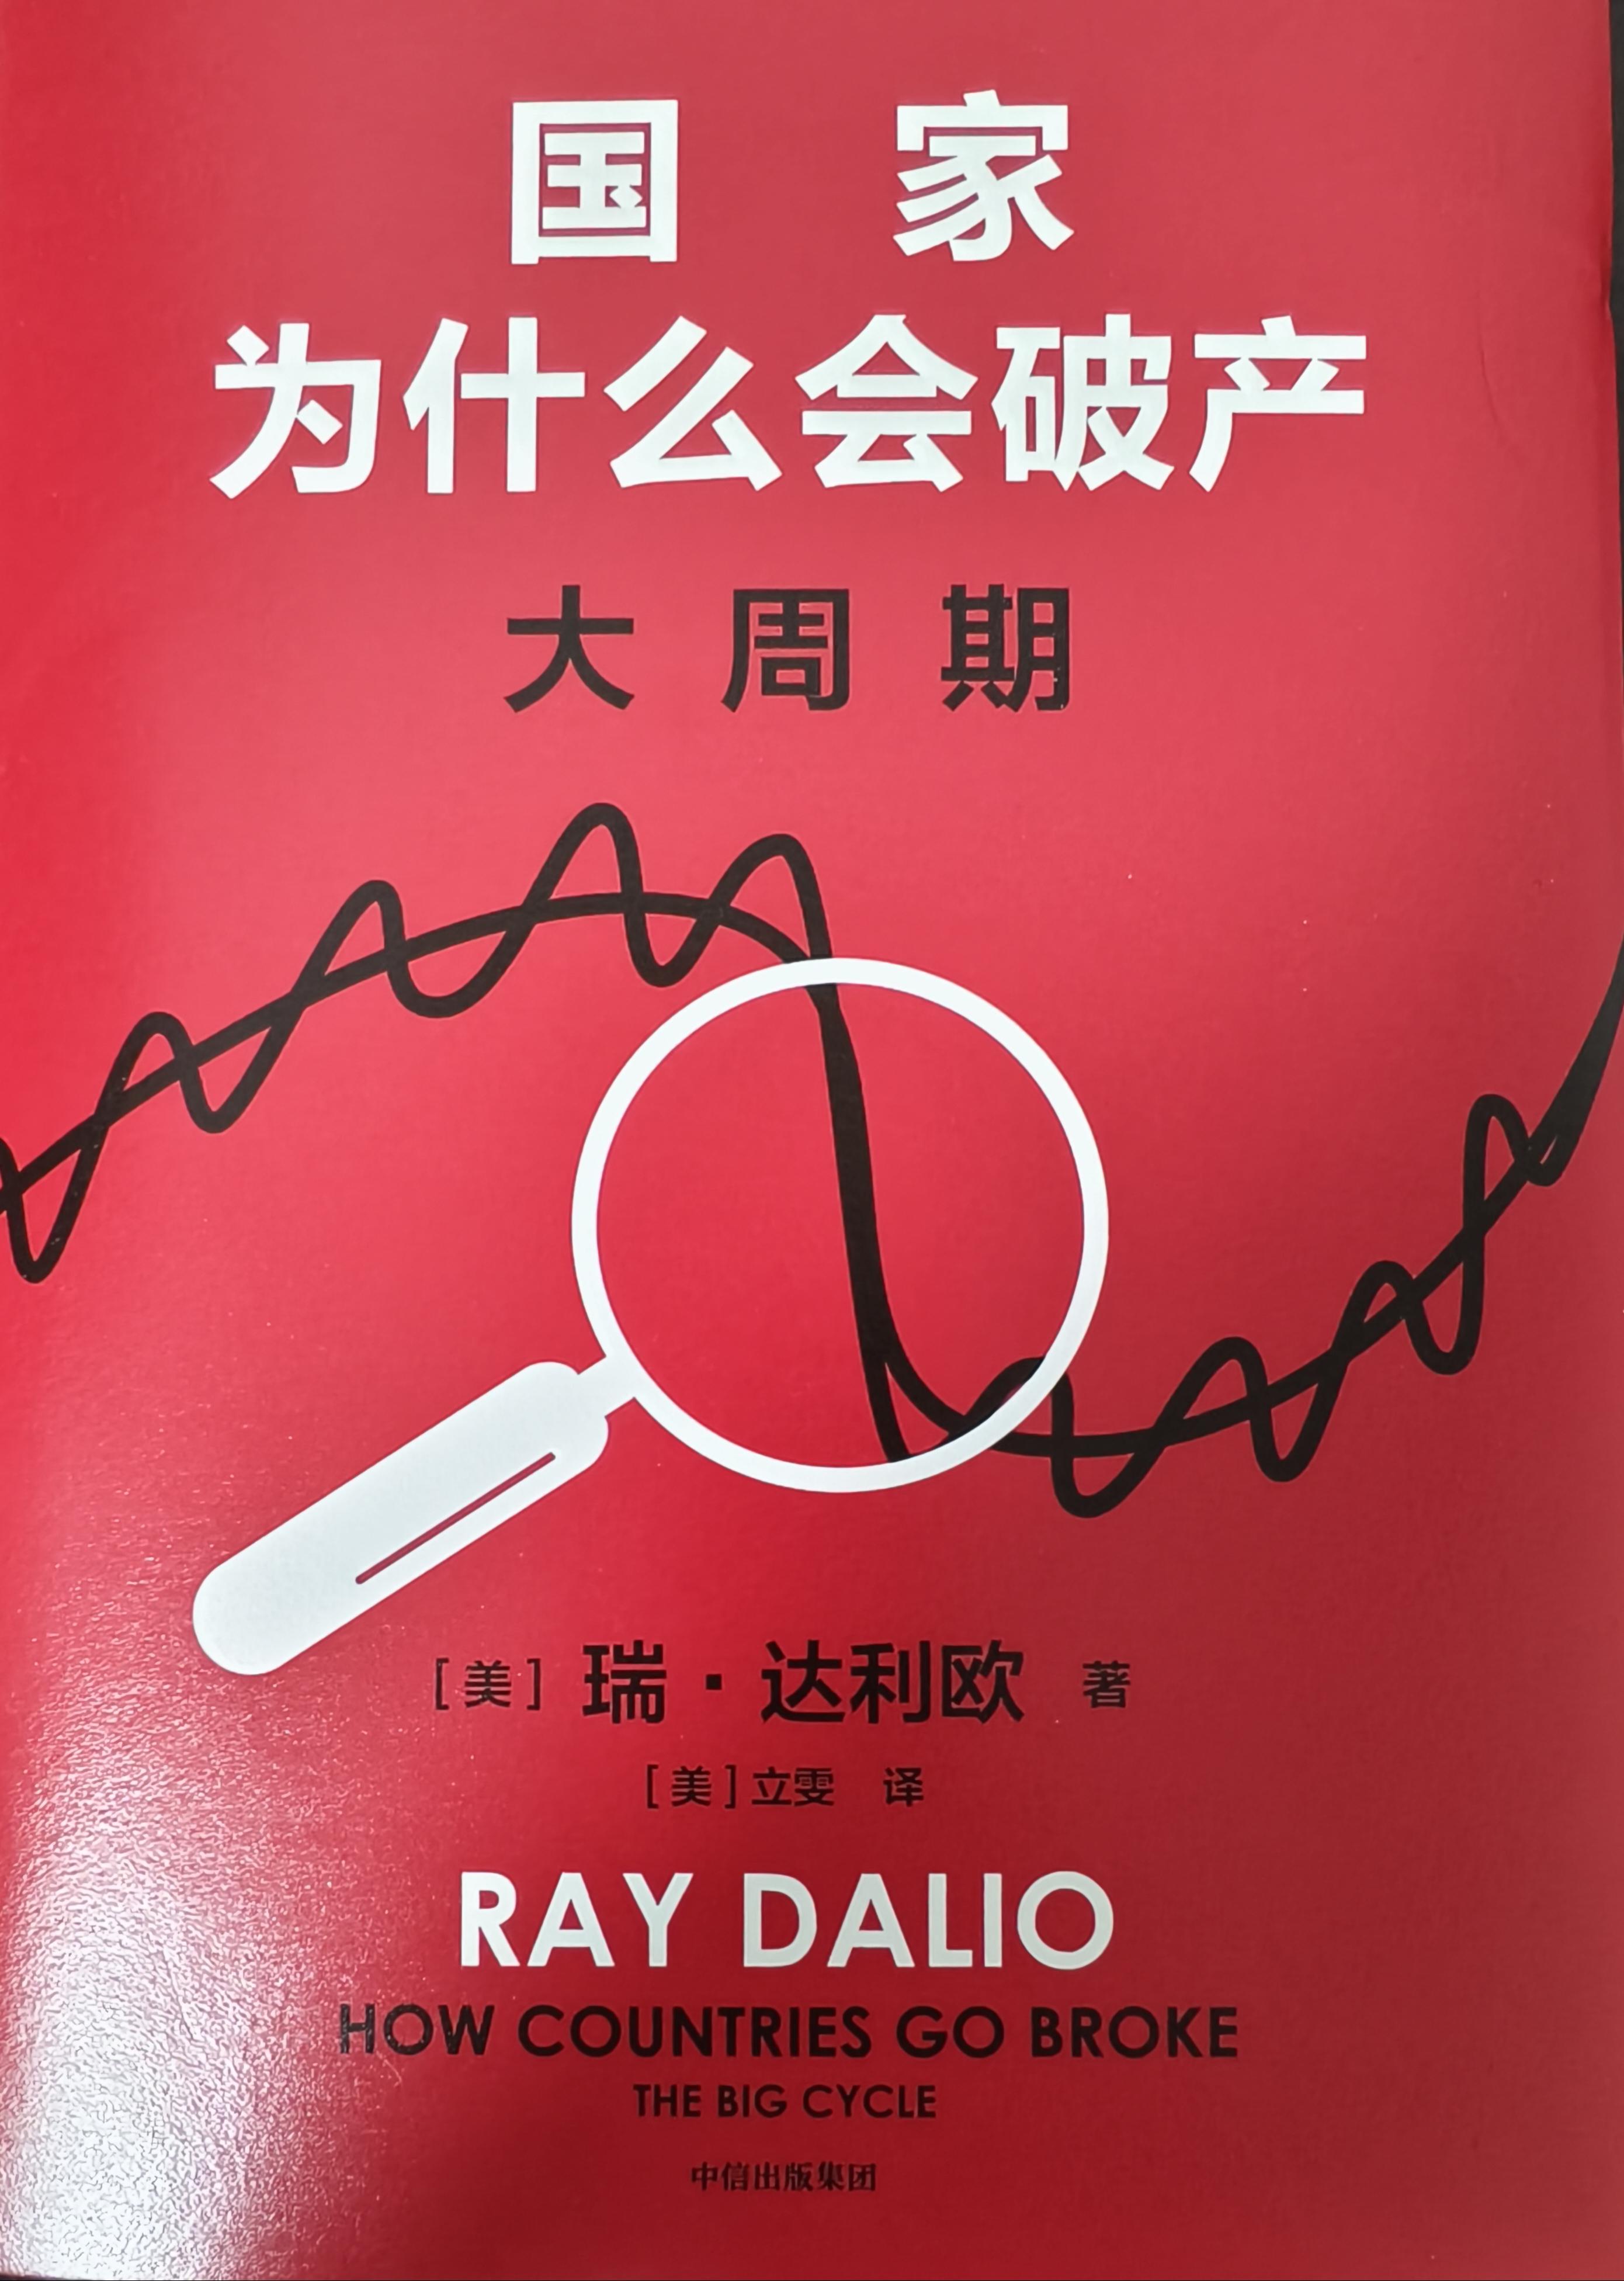 国 家
为什么会破产
大周期
[美] 瑞·达利欧 著
[美]立雯 译
RAY DALIO
HOW COUNTRIES GO BROKE
THE BIG CYCLE
中信出版集团